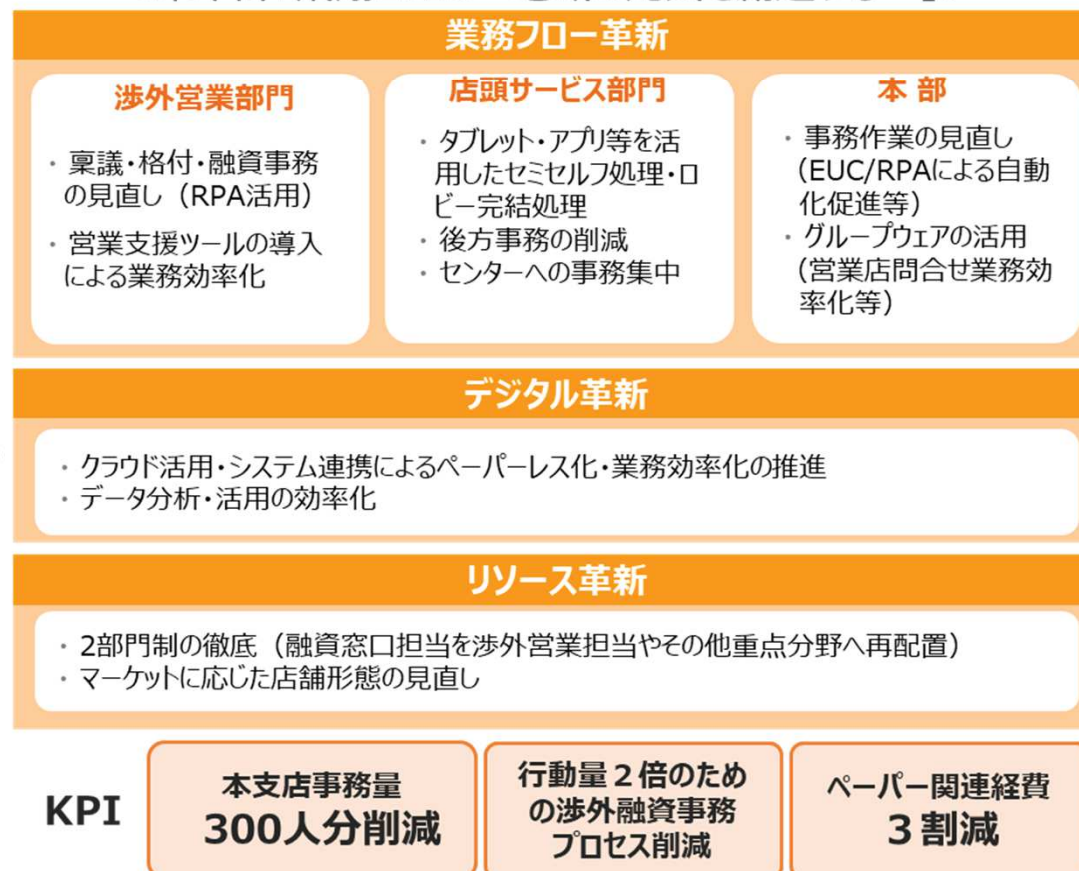 業務フロー革新
渉外営業部門
・ 稟議・格付・融資事務
の見直し（RPA活用）
・ 営業支援ツールの導入
による業務効率化
店頭サービス部門
・ タブレット・アプリ等を活
用したセミセルフ処理・ロ
ビー完結処理
・ 後方事務の削減
・ センターへの事務集中
本 部
・ 事務作業の見直し
(EUC/RPAによる自動
化促進等）
・ グループウェアの活用
(営業店問合せ業務効
率化等）
デジタル革新
・ クラウド活用・システム連携によるペーパーレス化・業務効率化の推進
・ データ分析・活用の効率化
リソース革新
・ 2部門制の徹底（融資窓口担当を渉外営業担当やその他重点分野へ再配置）
・ マーケットに応じた店舗形態の見直し
KPI
本支店事務量
300人分削減
行動量２倍のため
の渉外融資事務
プロセス削減
ペーパー関連経費
３割減